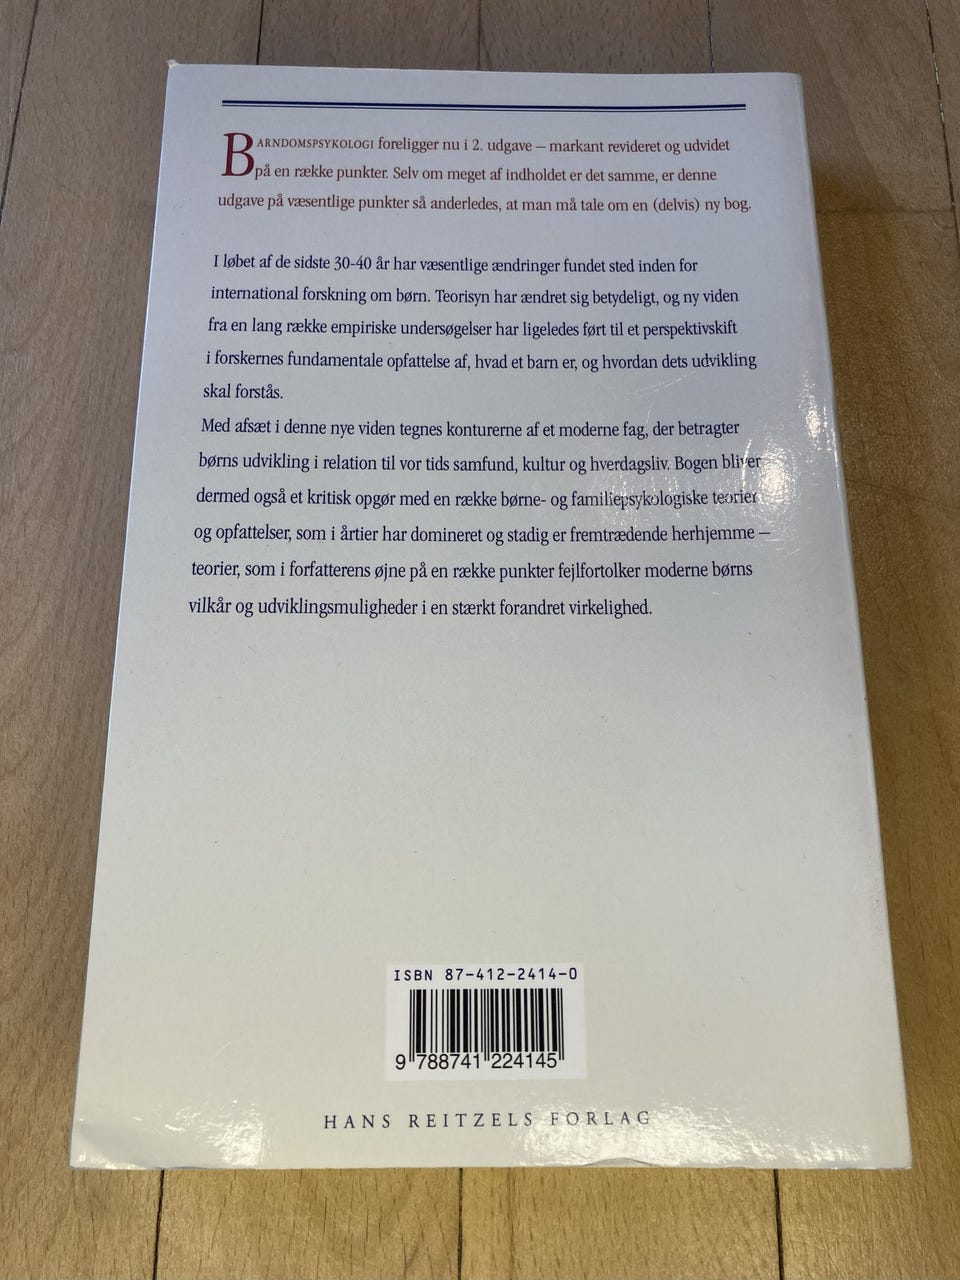 BARNDOMSPSYKOLOGI foreligger nu i 2. udgave – markant revideret og udvidet
på en række punkter. Selv om meget af indholdet er det samme, er denne
udgave på væsentlige punkter så anderledes, at man må tale om en (delvis) ny bog.
I løbet af de sidste 30-40 år har væsentlige ændringer fundet sted inden for
international forskning om børn. Teorisyn har ændret sig betydeligt, og ny viden
fra en lang række empiriske undersøgelser har ligeledes ført til et perspektivskift
i forskernes fundamentale opfattelse af, hvad et barn er, og hvordan dets udvikling
skal forstås.
Med afsæt i denne nye viden tegnes konturerne af et moderne fag, der betragter
børns udvikling i relation til vor tids samfund, kultur og hverdagsliv. Bogen bliver
dermed også et kritisk opgør med en række børne- og familiepsykologiske teorier
og opfattelser, som i årtier har domineret og stadig er fremtrædende herhjemme –
teorier, som i forfatterens øjne på en række punkter fejlfortolker moderne børns
vilkår og udviklingsmuligheder i en stærkt forandret virkelighed.
ISBN 87-412-2414-0
9 788741 224145
HANS REITZELS FORLAG